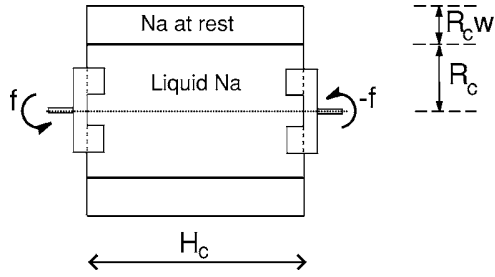 Na at rest
R_c w
Liquid Na
R_c
f
-f
H_c